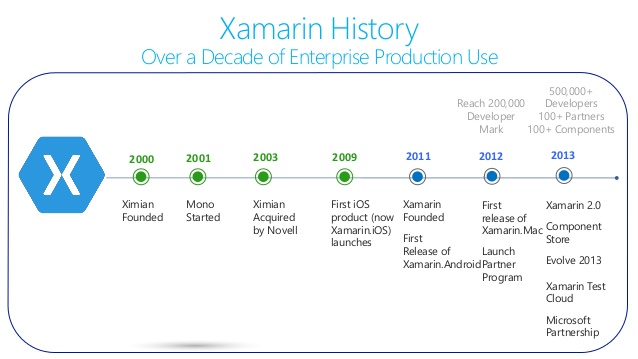 Xamarin History
Over a Decade of Enterprise Production Use
Reach 200,000
Developer
Mark
500,000+
Developers
100+ Partners
100+ Components
X
2000
2001
2003
2009
2011
2012
2013
Ximian
Founded
Mono
Started
Ximian
Acquired
by Novell
First iOS
product (now
Xamarin.iOS)
launches
Xamarin
Founded
First
Release of
Xamarin.Android
First
release of
Xamarin.Mac
Launch
Partner
Program
Xamarin 2.0
Component
Store
Evolve 2013
Xamarin Test
Cloud
Microsoft
Partnership